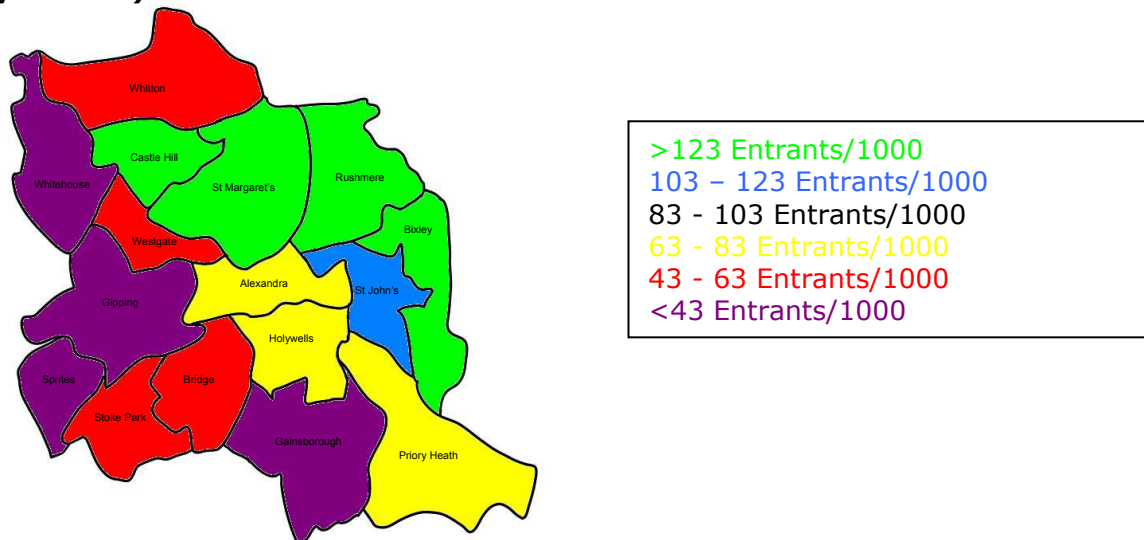 Whitton
Castle Hill
Whitehouse
St Margaret's
Rushmere
Bixley
Westgate
Gipping
Alexandra
St John's
Holywells
Sprites
Bridge
Stoke Park
Gainsborough
Priory Heath
>123 Entrants/1000
103 – 123 Entrants/1000
83 - 103 Entrants/1000
63 - 83 Entrants/1000
43 - 63 Entrants/1000
<43 Entrants/1000